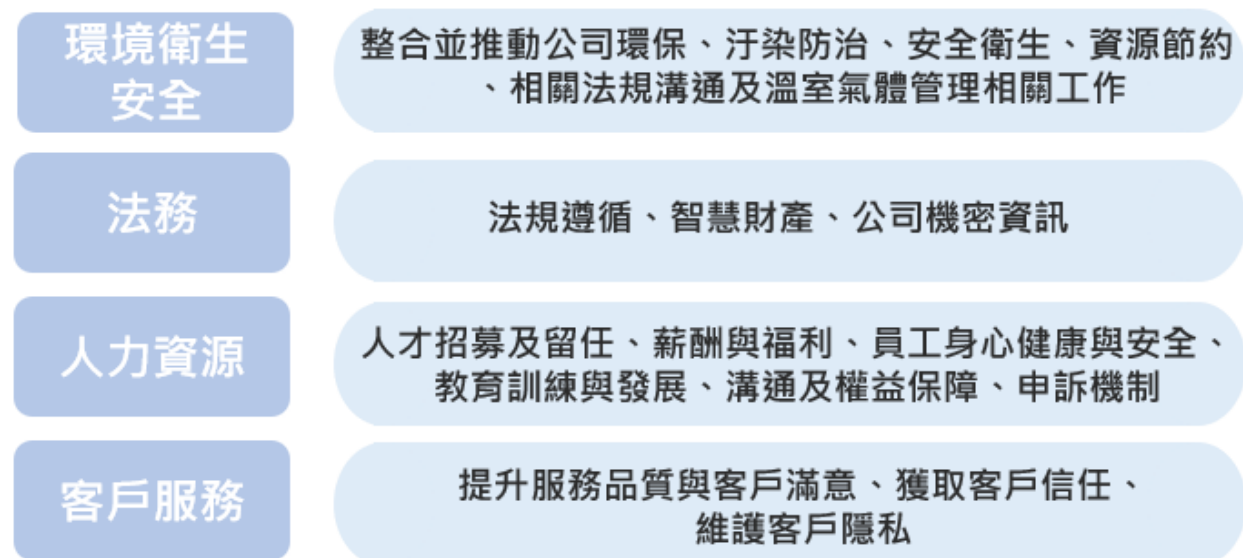 環境衛生
安全
整合並推動公司環保、汙染防治、安全衛生、資源節約
、相關法規溝通及溫室氣體管理相關工作
法務
法規遵循、智慧財產、公司機密資訊
人力資源
人才招募及留任、薪酬與福利、員工身心健康與安全、
教育訓練與發展、溝通及權益保障、申訴機制
客戶服務
提升服務品質與客戶滿意、獲取客戶信任、
維護客戶隱私